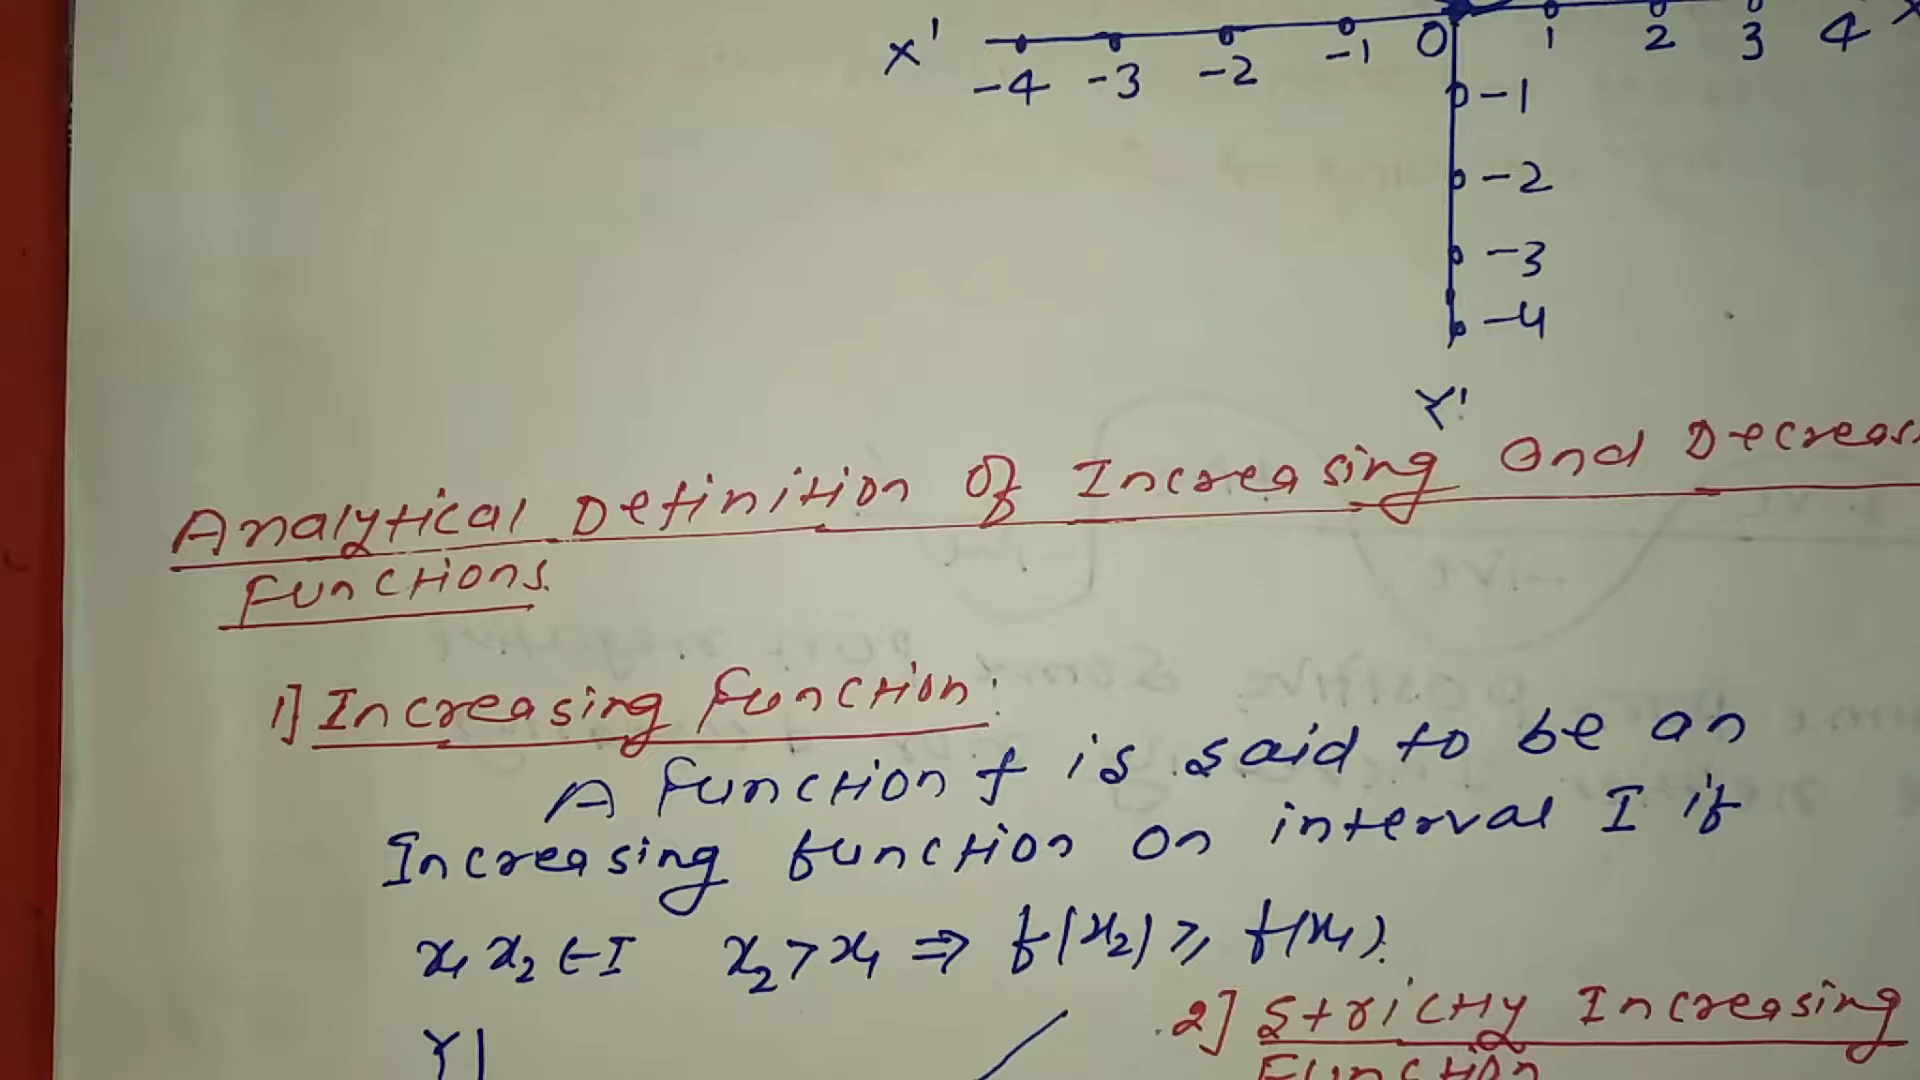 X' -4 -3 -2 -1 0 1 2 3 4
-1
-2
-3
-4
Y'
Analytical Definition Of Increasing And Decreas
Functions.
1] Increasing Function:
A function f is said to be an
Increasing function on interval I if
x₁ x₂ ∈ I x₂ > x₁ ⇒ f(x₂) ≥ f(x₁).
2] Strictly Increasing
Function
Y